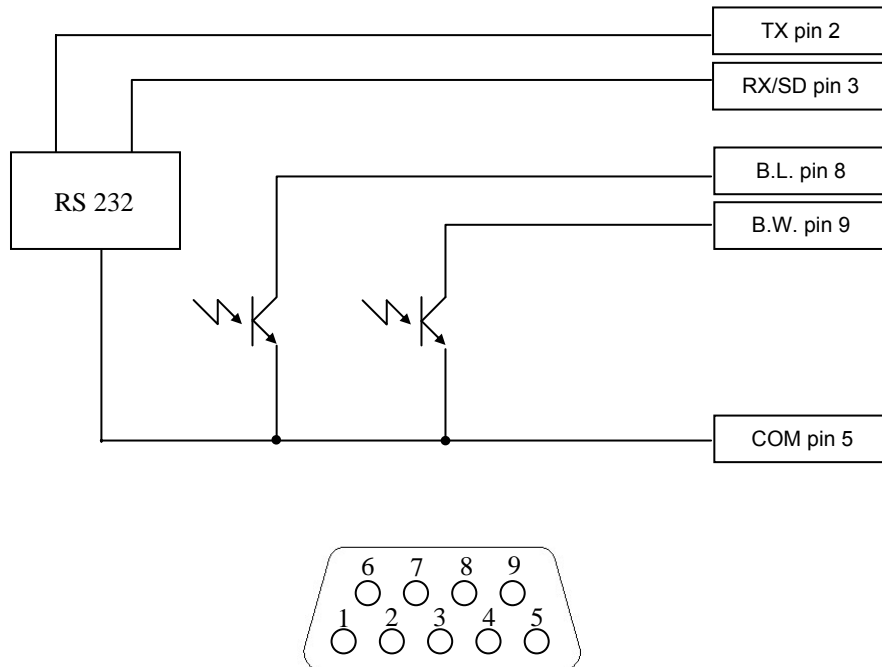 TX pin 2
RX/SD pin 3
RS 232
B.L. pin 8
B.W. pin 9
COM pin 5
6 7 8 9
1 2 3 4 5